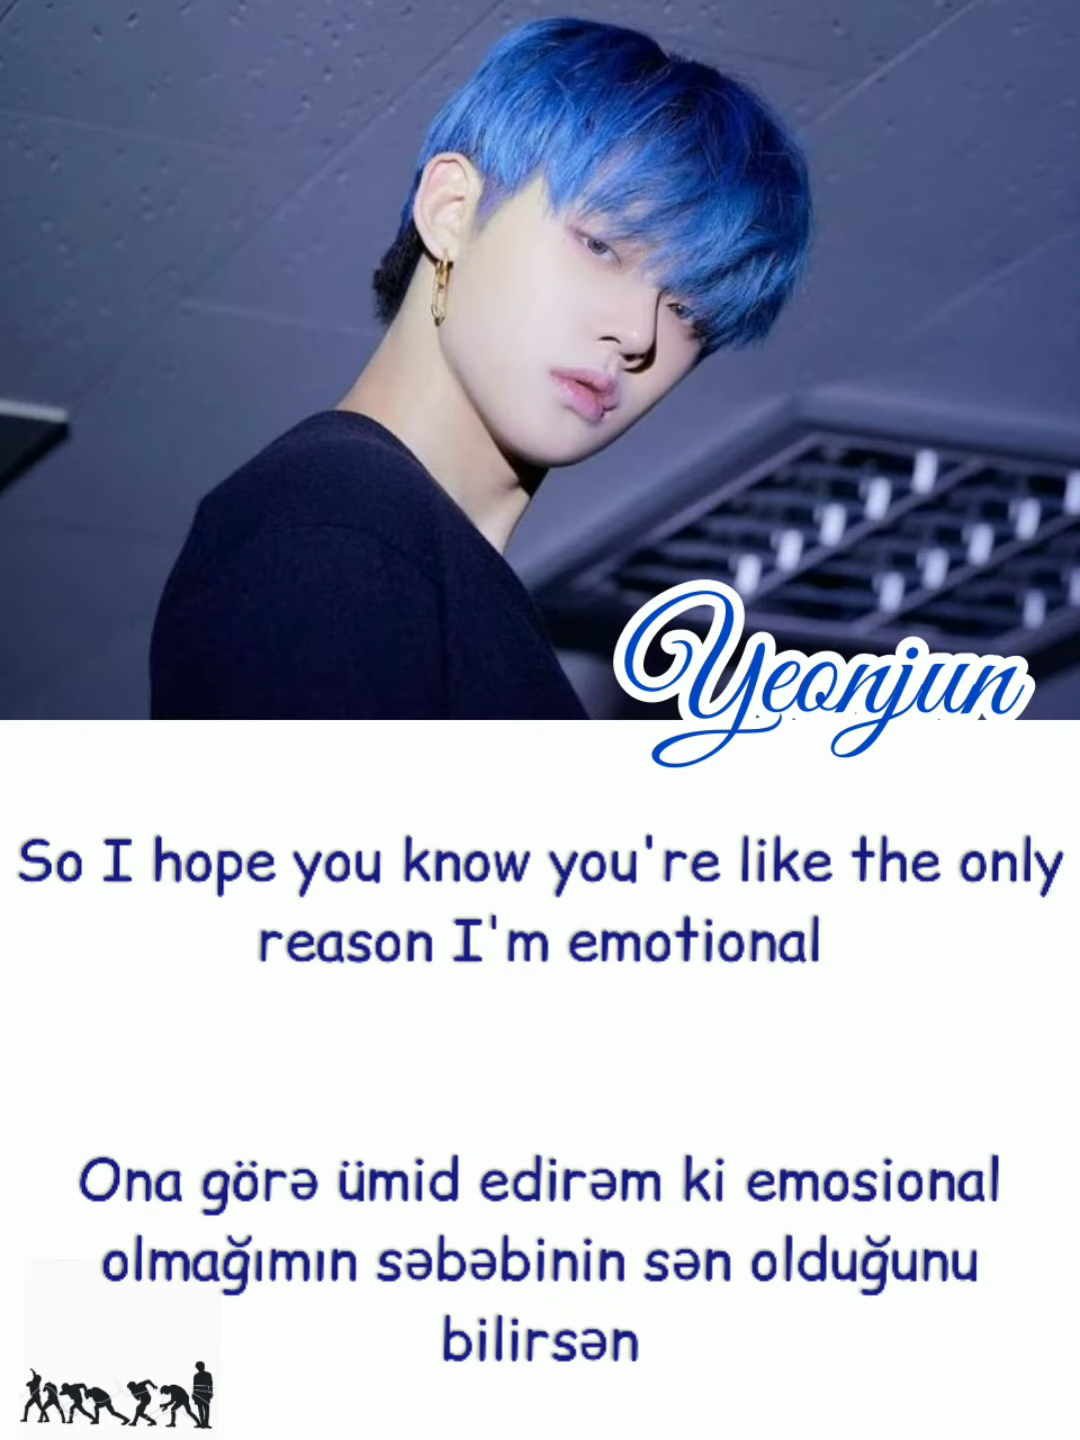 Yeonjun
So I hope you know you're like the only
reason I'm emotional
Ona görə ümid edirəm ki emosional
olmağımın səbəbinin sən olduğunu
bilirsən